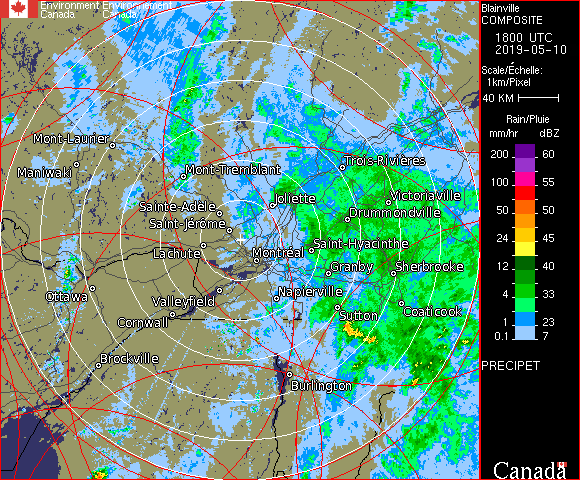 Environment Environnement
Canada Canada
Mont-Laurier
Maniwaki
Mont-Tremblant
Trois-Rivières
Joliette
Victoriaville
Sainte-Adèle
Drummondville
Saint-Jérôme
Saint-Hyacinthe
Lachute
Montréal
Granby
Sherbrooke
Ottawa
Valleyfield
Napierville
Coaticook
Cornwall
Sutton
Brockville
Burlington
Blainville
COMPOSITE
1800 UTC
2019-05-10
Scale/Échelle:
1km/Pixel
40 KM
Rain/Pluie
mm/hr dBZ
200 60
100 55
50 50
24 45
12 40
4 33
1 23
0.1 7
PRECIPET
Canada